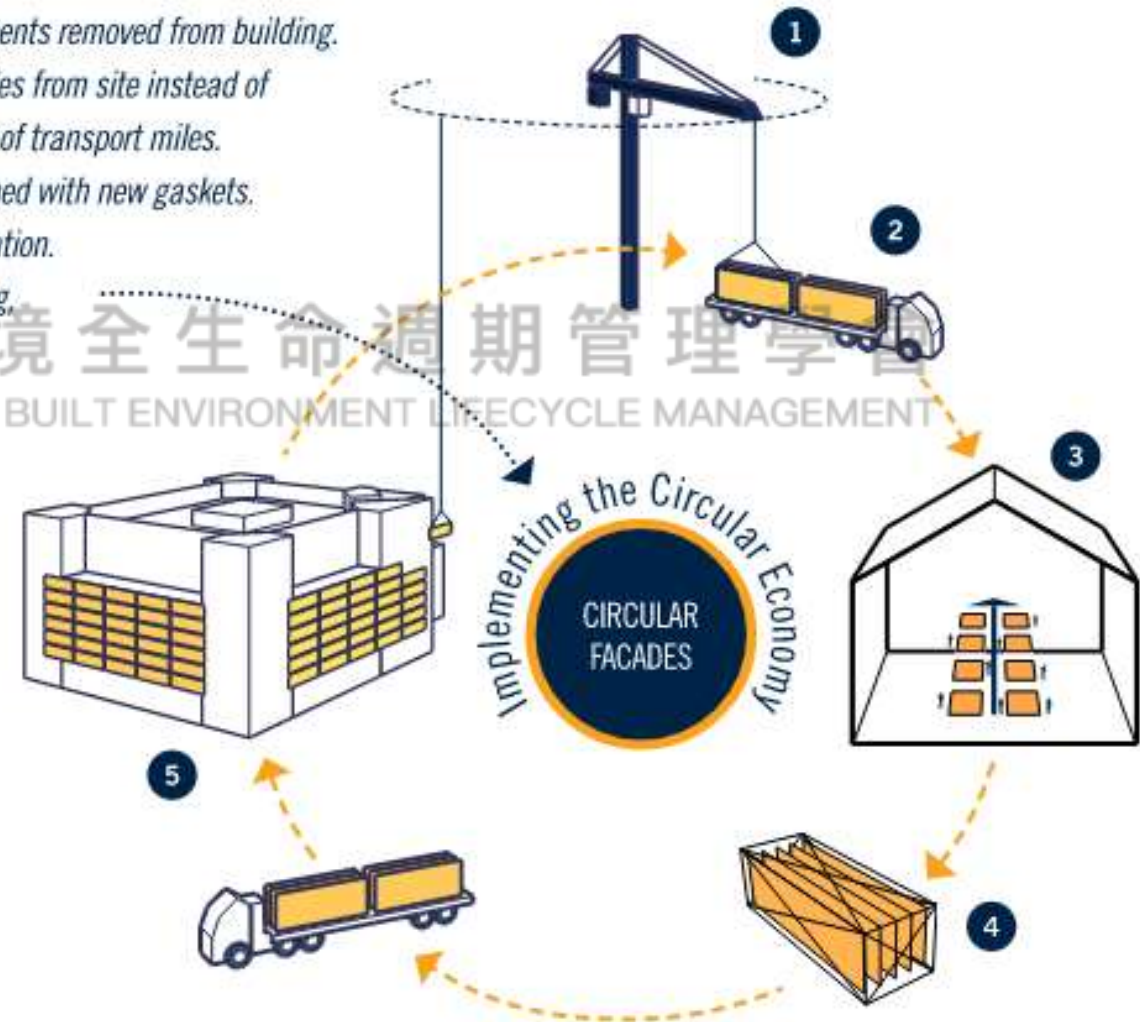 ents removed from building.
es from site instead of
of transport miles.
ed with new gaskets.
ation.
g,
1
2
境全生命週期管理學會
BUILT ENVIRONMENT LIFECYCLE MANAGEMENT
3
Implementing the Circular Economy
CIRCULAR
FACADES
5
4